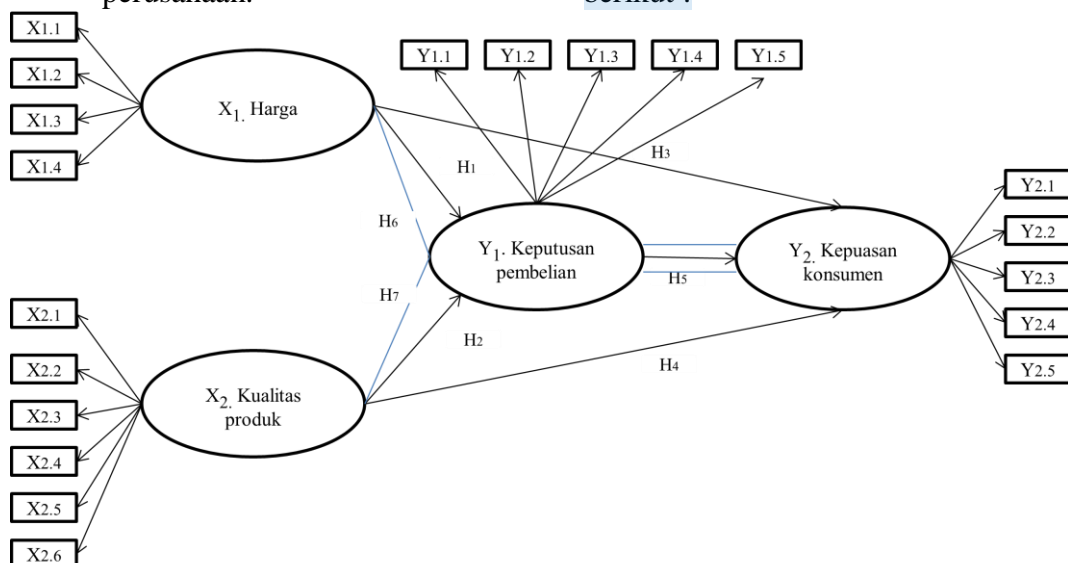 perusahaan.
berikut :
X1.1
X1.2
X1.3
X1.4
X1. Harga
Y1.1
Y1.2
Y1.3
Y1.4
Y1.5
H1
H3
H6
Y1. Keputusan
pembelian
H5
Y2. Kepuasan
konsumen
Y2.1
Y2.2
Y2.3
Y2.4
Y2.5
H7
H2
H4
X2.1
X2.2
X2.3
X2.4
X2.5
X2.6
X2. Kualitas
produk